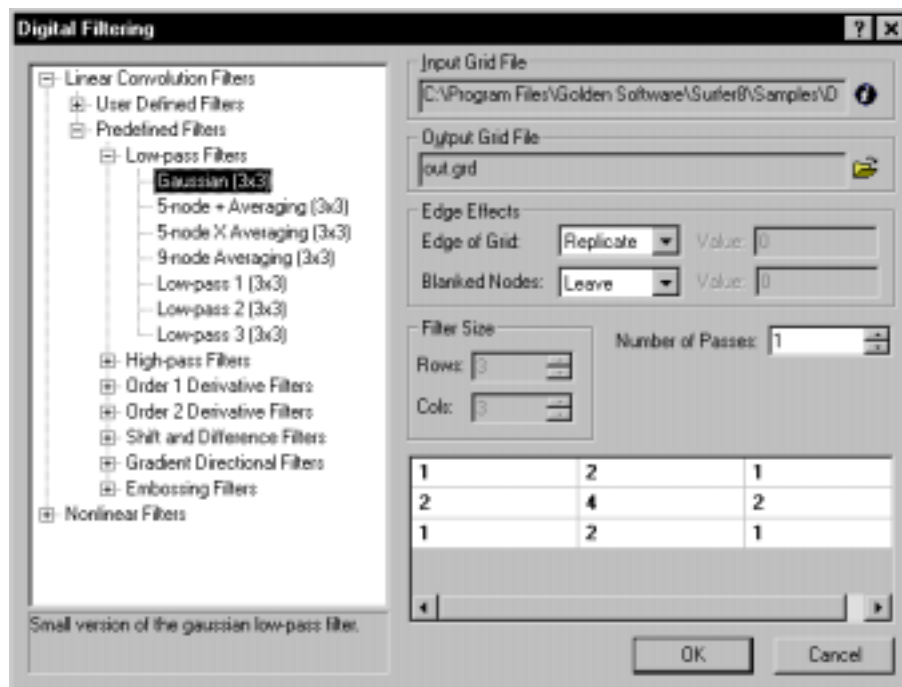 Digital Filtering
Linear Convolution Filters
User Defined Filters
Predefined Filters
Low-pass Filters
Gaussian (3x3)
5-node + Averaging (3x3)
5-node X Averaging (3x3)
9-node Averaging (3x3)
Low-pass 1 (3x3)
Low-pass 2 (3x3)
Low-pass 3 (3x3)
High-pass Filters
Order 1 Derivative Filters
Order 2 Derivative Filters
Shift and Difference Filters
Gradient Directional Filters
Embossing Filters
Nonlinear Filters
Small version of the gaussian low-pass filter.
Input Grid File
C:\Program Files\Golden Software\Surfer8\Samples\D
Output Grid File
out.grd
Edge Effects
Edge of Grid: Replicate Value: 0
Blanked Nodes: Leave Value: 0
Filter Size
Rows: 3
Cols: 3
Number of Passes: 1
1 2 1
2 4 2
1 2 1
OK Cancel